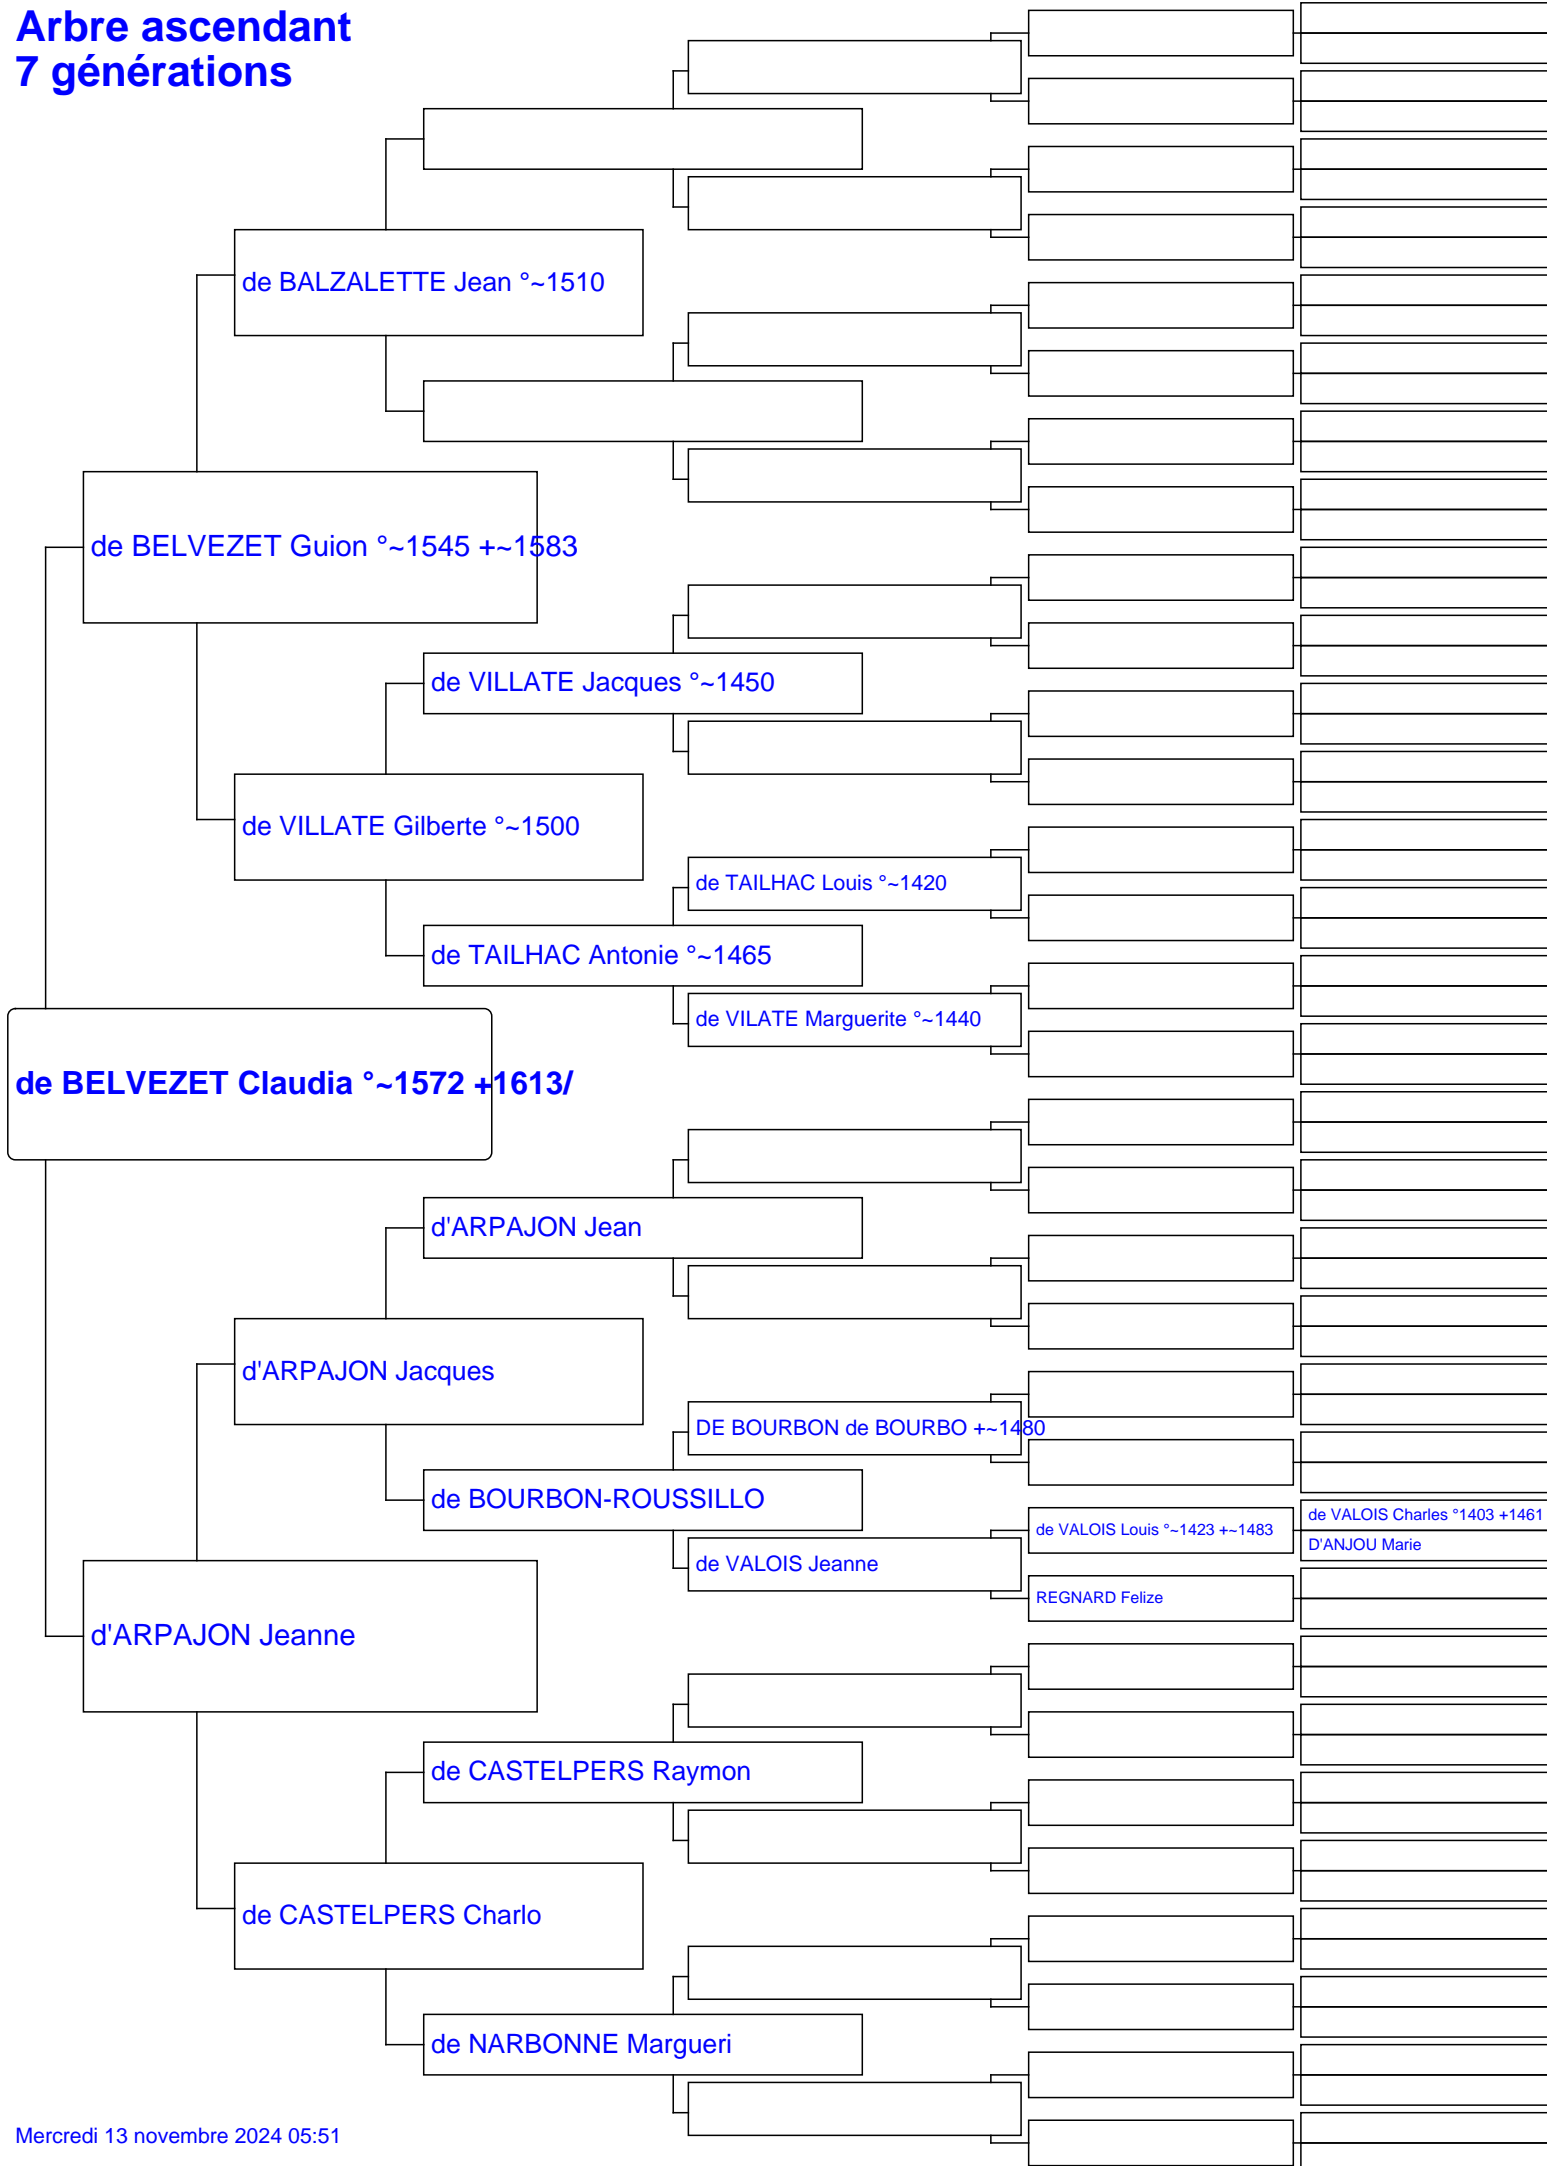 Arbre ascendant
7 générations
de BALZALETTE Jean °~1510
de BELVEZET Guion °~1545 +~1583
de VILLATE Jacques °~1450
de VILLATE Gilberte °~1500
de TAILHAC Louis °~1420
de TAILHAC Antonie °~1465
de VILATE Marguerite °~1440
de BELVEZET Claudia °~1572 +1613/
d'ARPAJON Jean
d'ARPAJON Jacques
DE BOURBON de BOURBO +~1480
de BOURBON-ROUSSILLO
de VALOIS Charles °1403 +1461
de VALOIS Louis °~1423 +~1483
D'ANJOU Marie
de VALOIS Jeanne
REGNARD Felize
d'ARPAJON Jeanne
de CASTELPERS Raymon
de CASTELPERS Charlo
de NARBONNE Margueri
Mercredi 13 novembre 2024 05:51